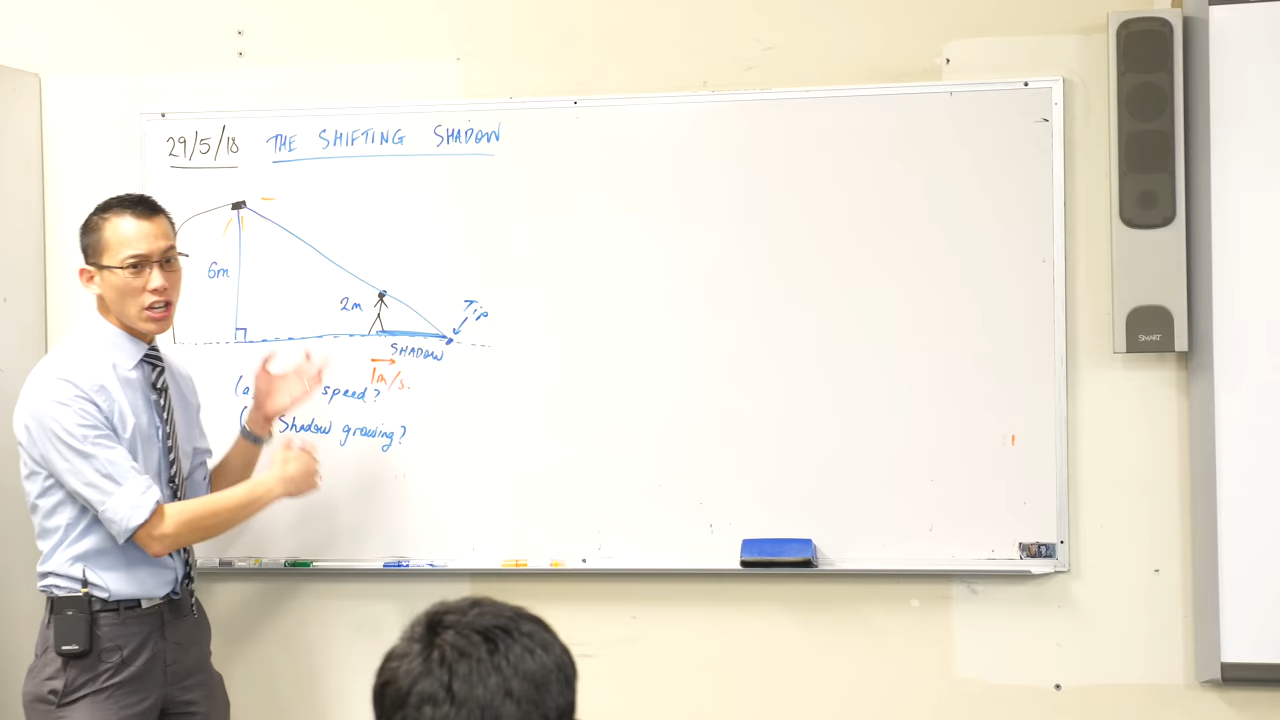 29/5/18 THE SHIFTING SHADOW
6m
2m
Tip
SHADOW
1m/s.
(a speed?
( Shadow growing?
SMART